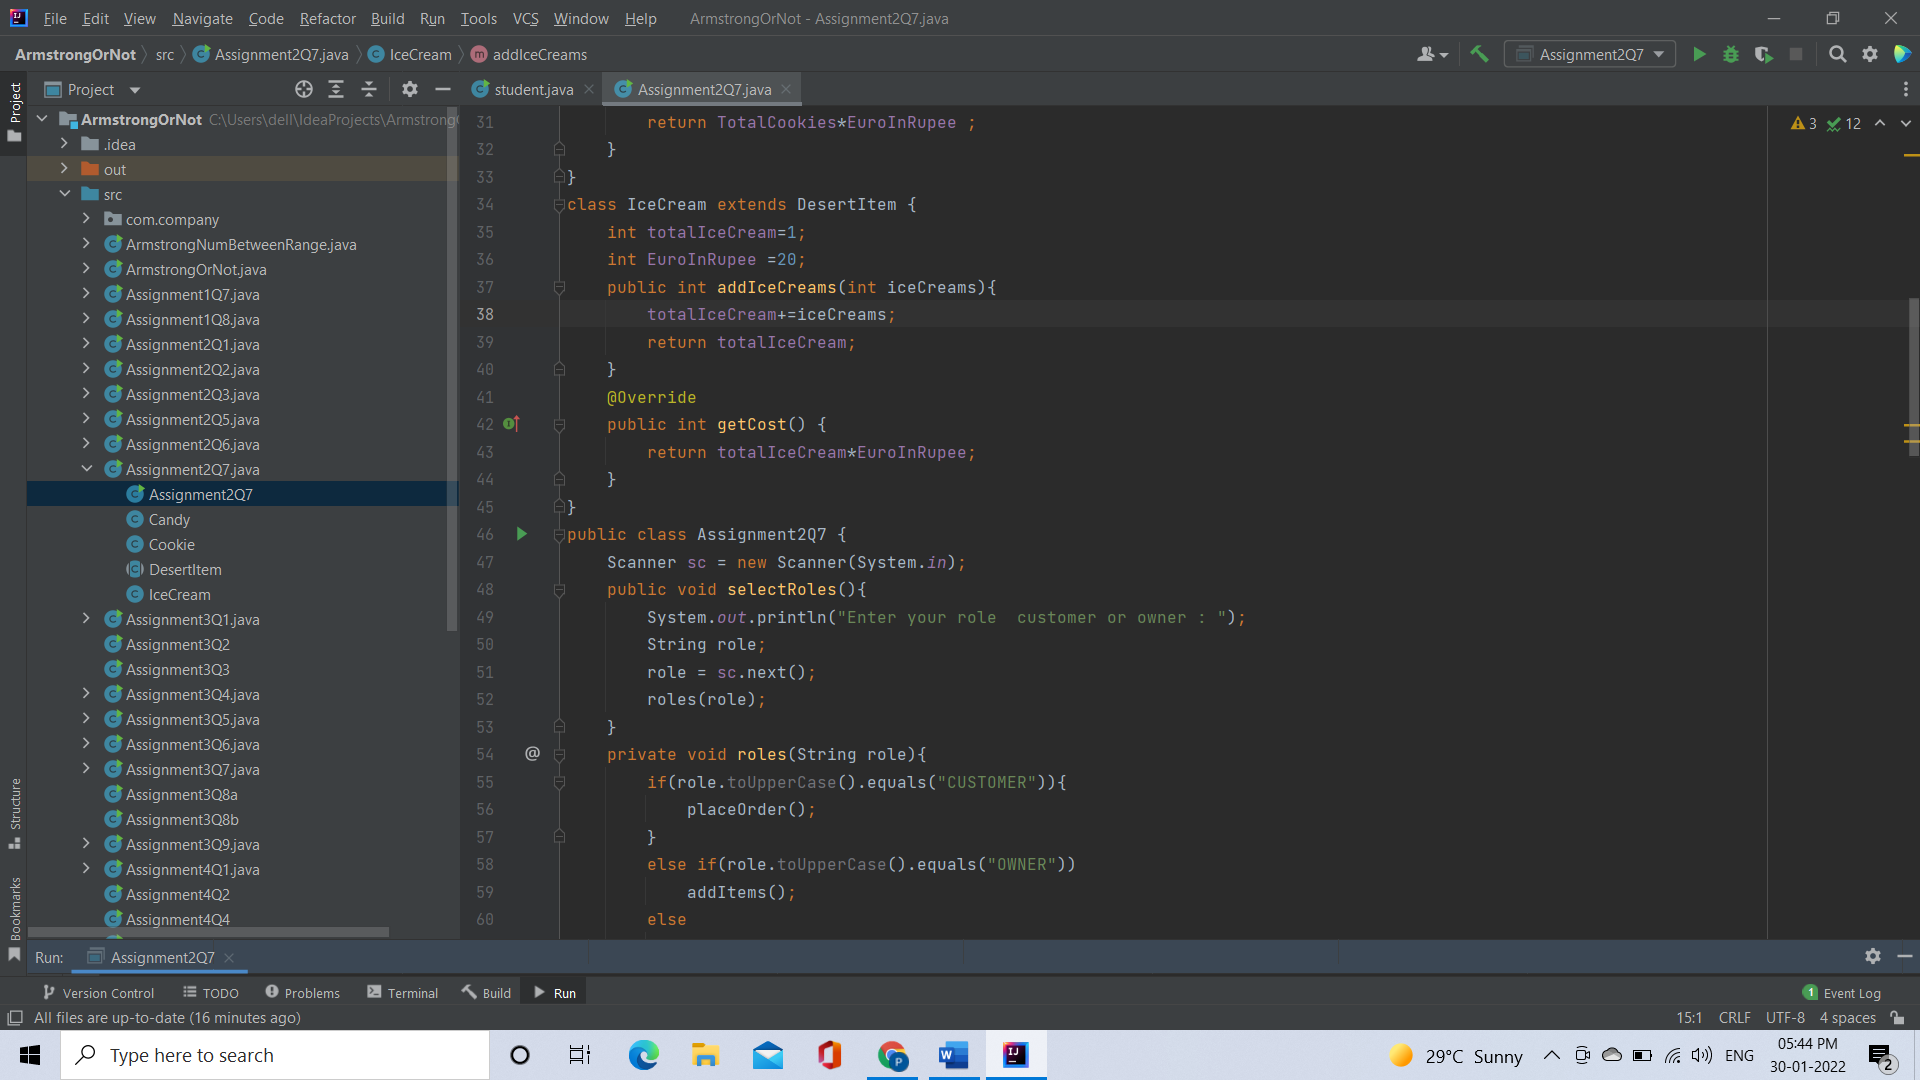 File Edit View Navigate Code Refactor Build Run Tools VCS Window Help ArmstrongOrNot - Assignment2Q7.java
ArmstrongOrNot src Assignment2Q7.java IceCream addIceCreams Assignment2Q7
Project student.java Assignment2Q7.java
Project
ArmstrongOrNot C:\Users\dell\IdeaProjects\Armstrong
.idea
out
src
com.company
ArmstrongNumBetweenRange.java
ArmstrongOrNot.java
Assignment1Q7.java
Assignment1Q8.java
Assignment2Q1.java
Assignment2Q2.java
Assignment2Q3.java
Assignment2Q5.java
Assignment2Q6.java
Assignment2Q7.java
Assignment2Q7
Candy
Cookie
DesertItem
IceCream
Assignment3Q1.java
Assignment3Q2
Assignment3Q3
Assignment3Q4.java
Assignment3Q5.java
Assignment3Q6.java
Assignment3Q7.java
Assignment3Q8a
Assignment3Q8b
Assignment3Q9.java
Assignment4Q1.java
Assignment4Q2
Assignment4Q4
Structure
Bookmarks
3 12
31 return TotalCookies*EuroInRupee ;
32 }
33 }
34 class IceCream extends DesertItem {
35 int totalIceCream=1;
36 int EuroInRupee =20;
37 public int addIceCreams(int iceCreams){
38 totalIceCream+=iceCreams;
39 return totalIceCream;
40 }
41 @Override
42 public int getCost() {
43 return totalIceCream*EuroInRupee;
44 }
45 }
46 public class Assignment2Q7 {
47 Scanner sc = new Scanner(System.in);
48 public void selectRoles(){
49 System.out.println("Enter your role  customer or owner : ");
50 String role;
51 role = sc.next();
52 roles(role);
53 }
54 @ private void roles(String role){
55 if(role.toUpperCase().equals("CUSTOMER")){
56 placeOrder();
57 }
58 else if(role.toUpperCase().equals("OWNER"))
59 addItems();
60 else
Run: Assignment2Q7
Version Control TODO Problems Terminal Build Run 1 Event Log
All files are up-to-date (16 minutes ago) 15:1 CRLF UTF-8 4 spaces
Type here to search 29°C Sunny ENG 05:44 PM
30-01-2022 2